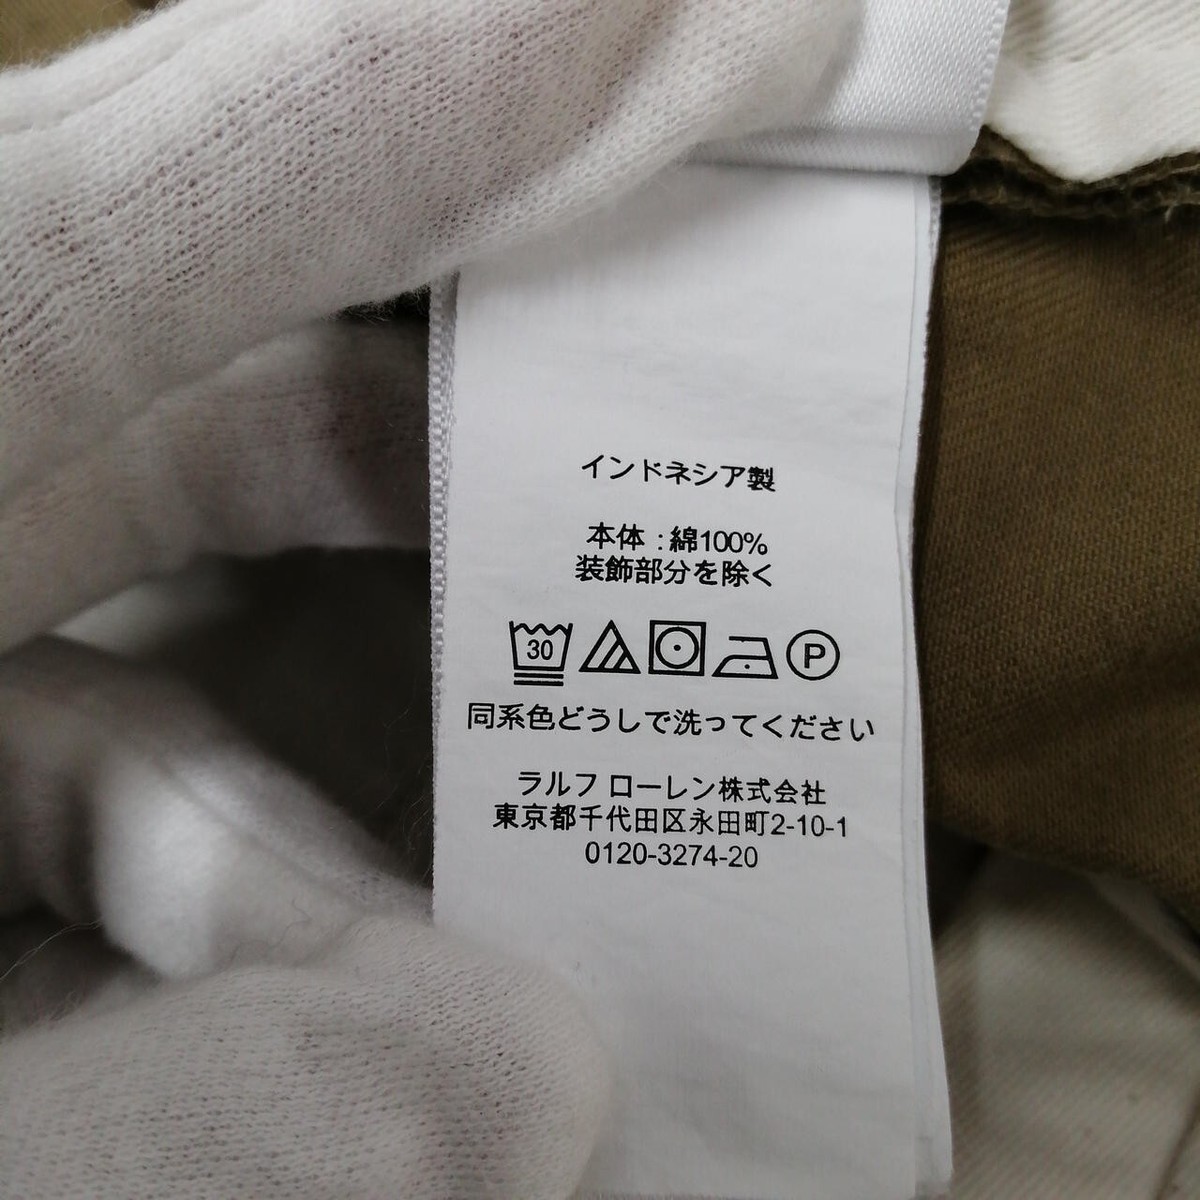 インドネシア製
本体 : 綿100%
装飾部分を除く
30 P
同系色どうしで洗ってください
ラルフ ローレン株式会社
東京都千代田区永田町2-10-1
0120-3274-20